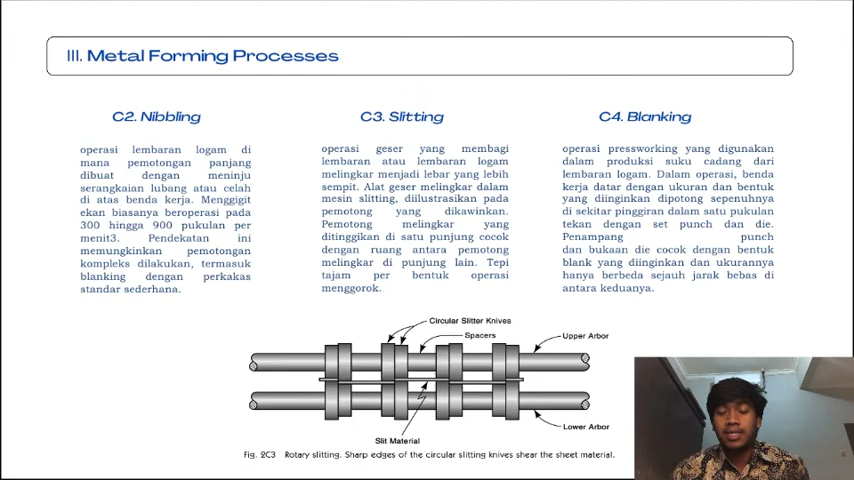 III. Metal Forming Processes
C2. Nibbling
operasi lembaran logam di
mana pemotongan panjang
dibuat dengan meninju
serangkaian lubang atau celah
di atas benda kerja. Menggigit
ekan biasanya beroperasi pada
300 hingga 900 pukulan per
menit3. Pendekatan ini
memungkinkan pemotongan
kompleks dilakukan, termasuk
blanking dengan perkakas
standar sederhana.
C3. Slitting
operasi geser yang membagi
lembaran atau lembaran logam
melingkar menjadi lebar yang lebih
sempit. Alat geser melingkar dalam
mesin slitting, diilustrasikan pada
pemotong yang dikawinkan.
Pemotong melingkar yang
ditinggikan di satu punjung cocok
dengan ruang antara pemotong
melingkar di punjung lain. Tepi
tajam per bentuk operasi
menggorok.
C4. Blanking
operasi pressworking yang digunakan
dalam produksi suku cadang dari
lembaran logam. Dalam operasi, benda
kerja datar dengan ukuran dan bentuk
yang diinginkan dipotong sepenuhnya
di sekitar pinggiran dalam satu pukulan
tekan dengan set punch dan die.
Penampang punch
dan bukaan die cocok dengan bentuk
blank yang diinginkan dan ukurannya
hanya berbeda sejauh jarak bebas di
antara keduanya.
Circular Slitter Knives
Spacers
Upper Arbor
Lower Arbor
Slit Material
Fig. 2C3 Rotary slitting. Sharp edges of the circular slitting knives shear the sheet material.